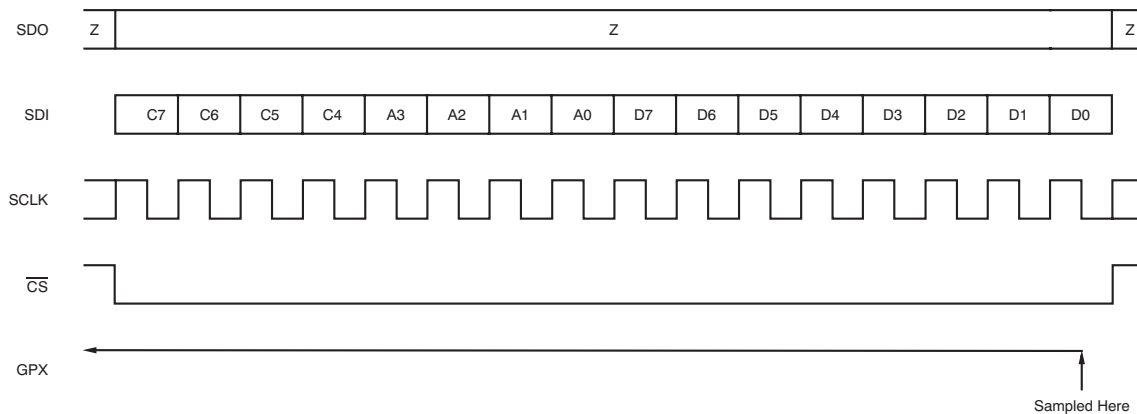 SDO Z Z Z
SDI C7 C6 C5 C4 A3 A2 A1 A0 D7 D6 D5 D4 D3 D2 D1 D0
SCLK
CS
GPX
Sampled Here